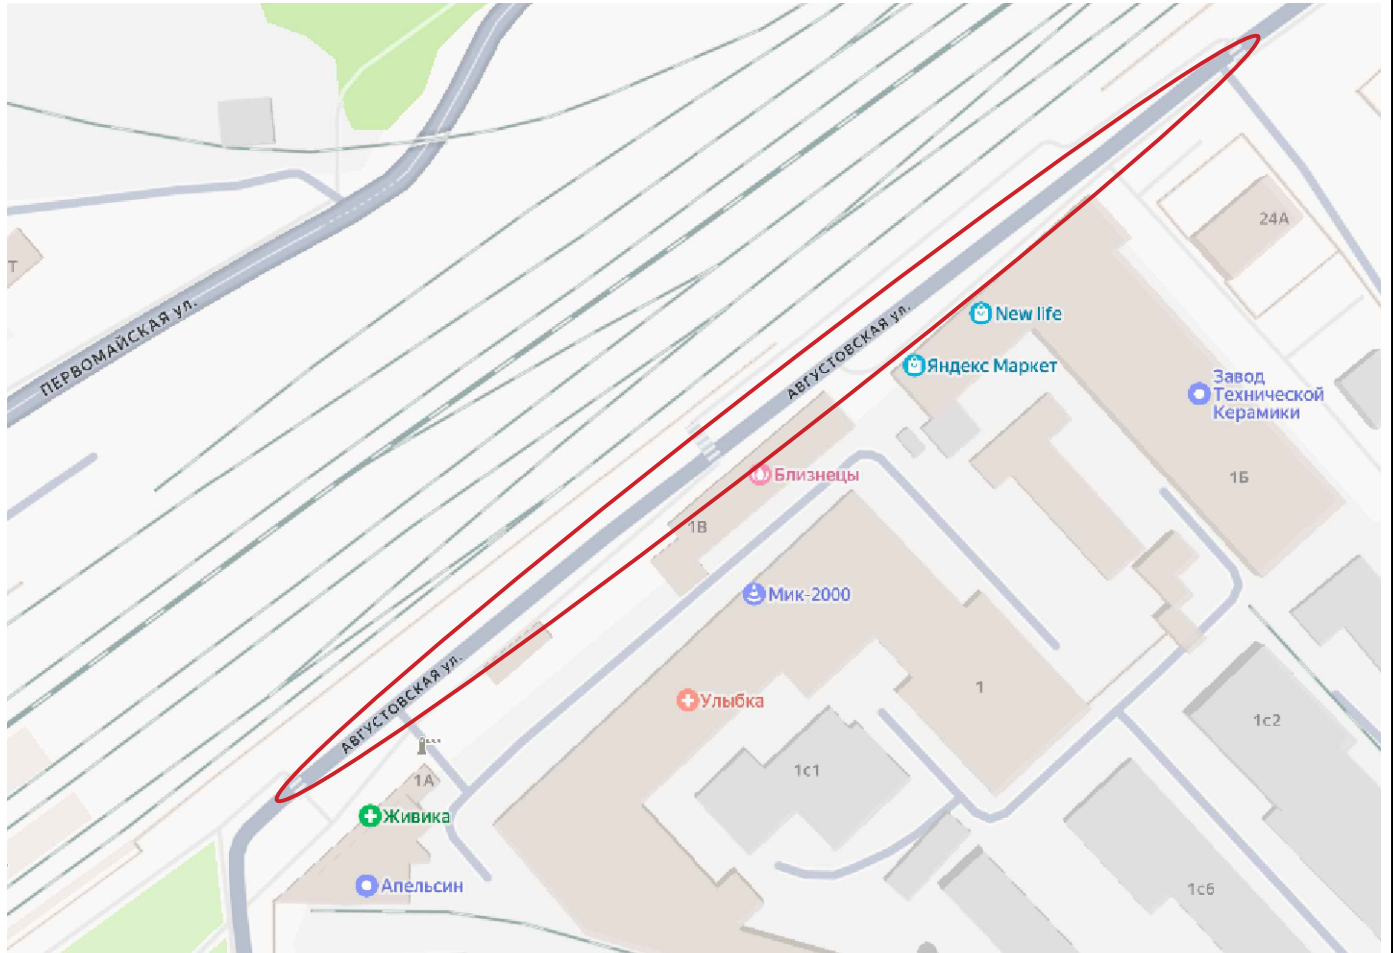 24А
Т
ПЕРВОМАЙСКАЯ ул.
New life
АВГУСТОВСКАЯ ул.
Яндекс Маркет
Завод
Технической
Керамики
Близнецы
1Б
1В
Мик-2000
АВГУСТОВСКАЯ ул.
1
Улыбка
1с2
1с1
1А
Живика
Апельсин
1с6